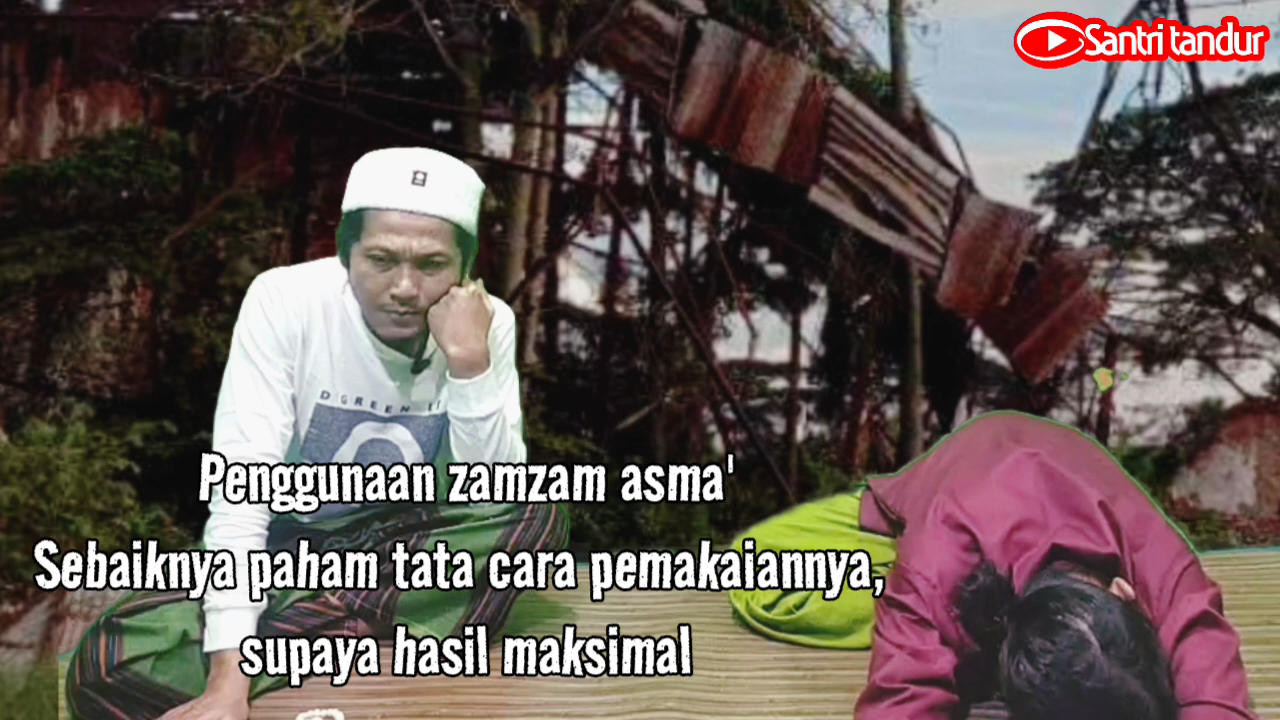 Santri tandur
DGREEN
Penggunaan zamzam asma'
Sebaiknya paham tata cara pemakaiannya,
supaya hasil maksimal